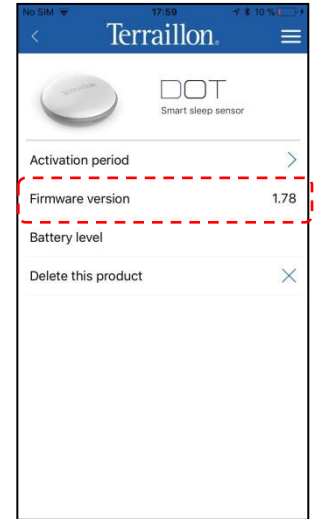 No SIM 17:59 10 %
Terraillon.
Terraillon
DOT
Smart sleep sensor
Activation period
Firmware version 1.78
Battery level
Delete this product